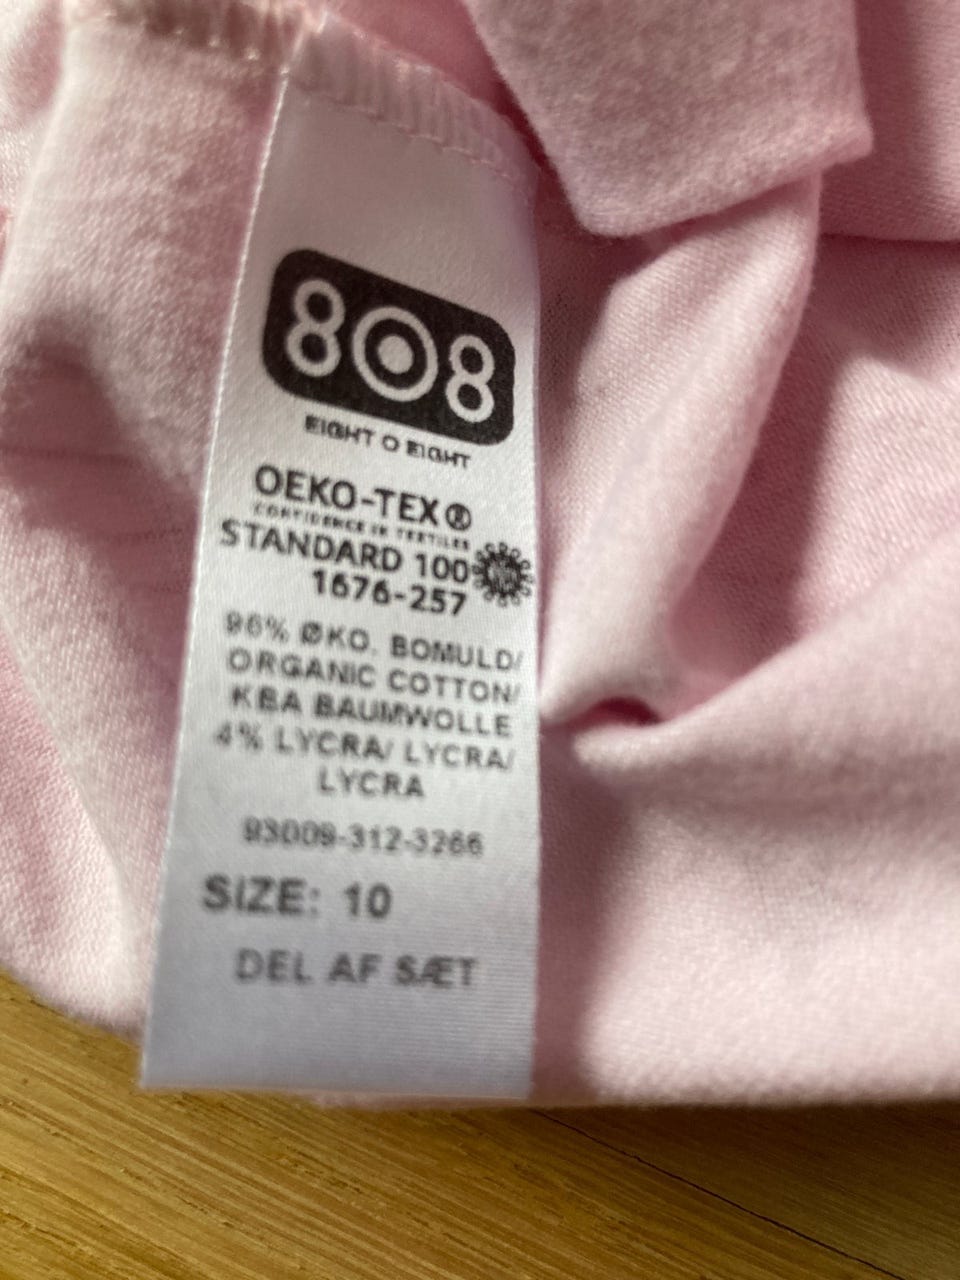 808
EIGHT O EIGHT
OEKO-TEX®
CONFIDENCE IN TEXTILES
STANDARD 100
1676-257
96% ØKO. BOMULD/
ORGANIC COTTON/
KBA BAUMWOLLE
4% LYCRA/ LYCRA/
LYCRA
93009-312-3266
SIZE: 10
DEL AF SÆT